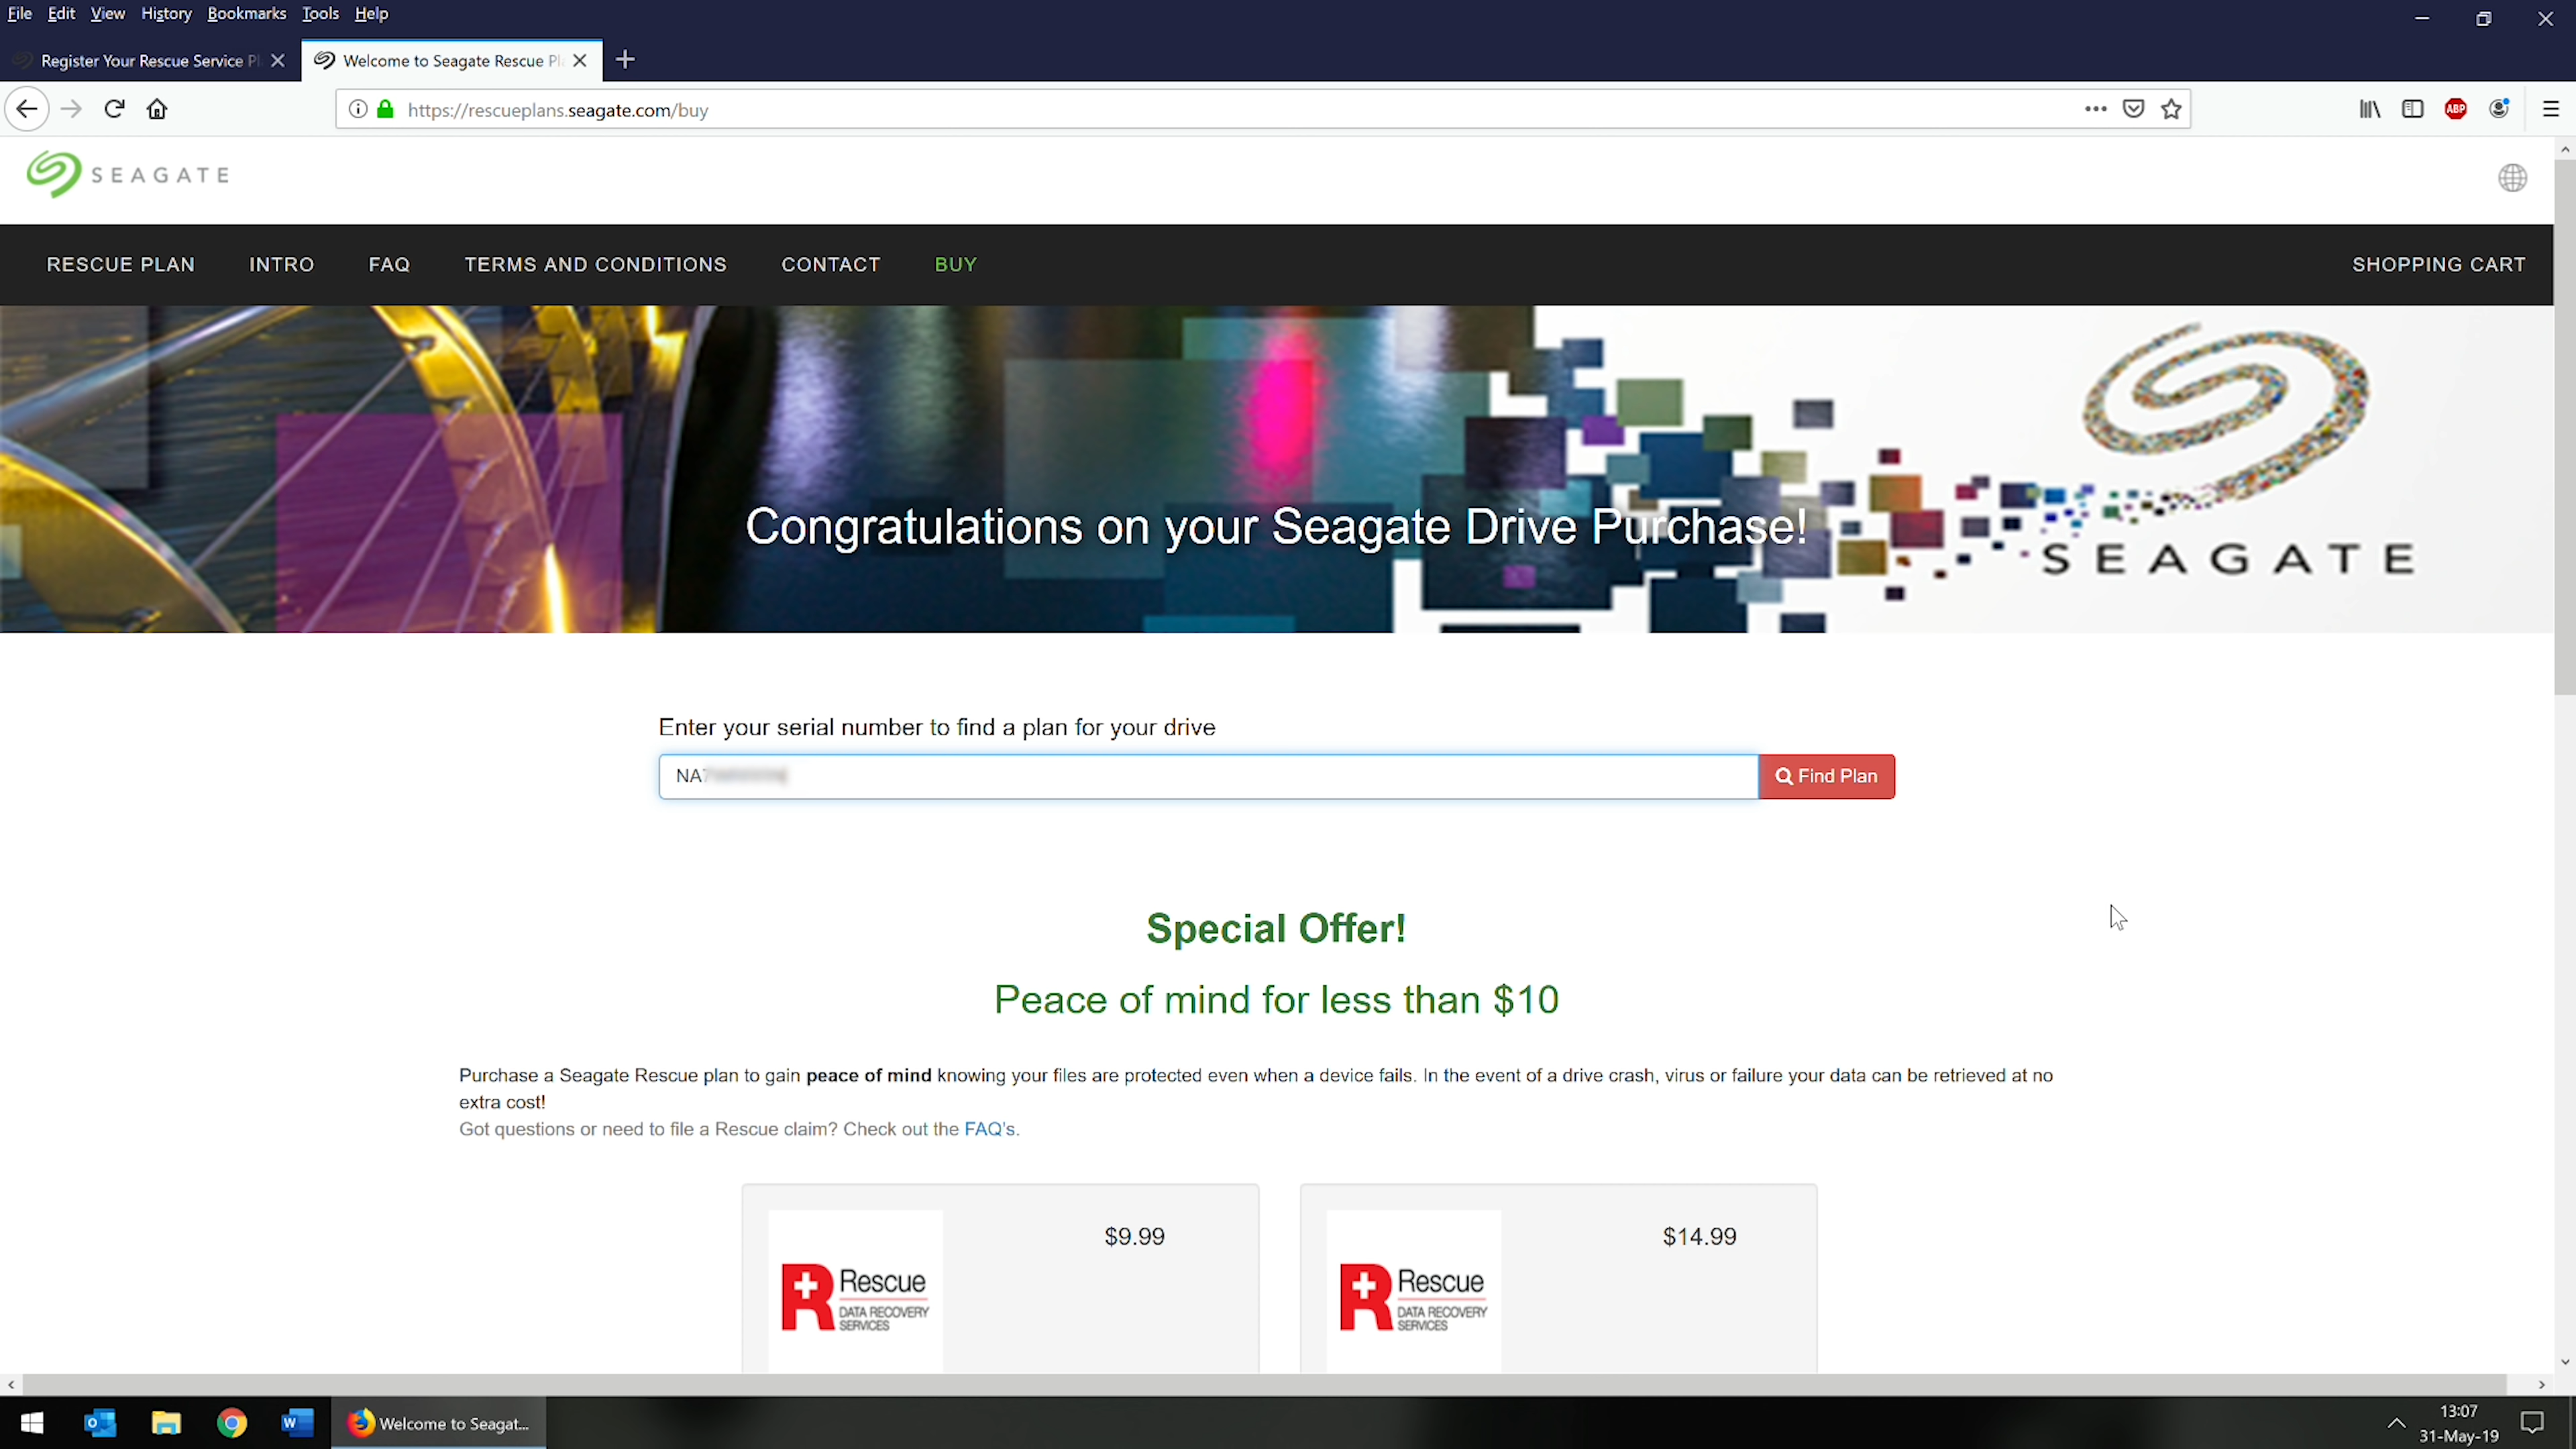 File Edit View History Bookmarks Tools Help
Register Your Rescue Service Pl
Welcome to Seagate Rescue Pl
https://rescueplans.seagate.com/buy
ABP
SEAGATE
RESCUE PLAN INTRO FAQ TERMS AND CONDITIONS CONTACT BUY SHOPPING CART
Congratulations on your Seagate Drive Purchase!
SEAGATE
Enter your serial number to find a plan for your drive
Find Plan
Special Offer!
Peace of mind for less than $10
Purchase a Seagate Rescue plan to gain peace of mind knowing your files are protected even when a device fails. In the event of a drive crash, virus or failure your data can be retrieved at no
extra cost!
Got questions or need to file a Rescue claim? Check out the FAQ's.
$9.99
R Rescue
DATA RECOVERY
SERVICES
$14.99
R Rescue
DATA RECOVERY
SERVICES
Welcome to Seagat...
13:07
31-May-19